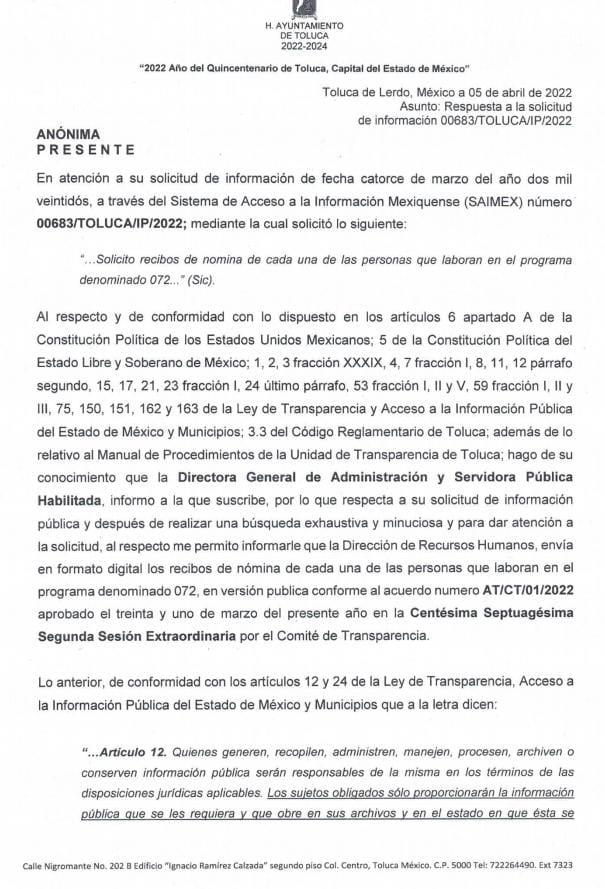 H. AYUNTAMIENTO
DE TOLUCA
2022-2024
"2022 Año del Quincentenario de Toluca, Capital del Estado de México"
Toluca de Lerdo, México a 05 de abril de 2022
Asunto: Respuesta a la solicitud
de información 00683/TOLUCA/IP/2022
ANÓNIMA
P R E S E N T E
En atención a su solicitud de información de fecha catorce de marzo del año dos mil
veintidós, a través del Sistema de Acceso a la Información Mexiquense (SAIMEX) número
00683/TOLUCA/IP/2022; mediante la cual solicitó lo siguiente:
"...Solicito recibos de nomina de cada una de las personas que laboran en el programa
denominado 072..." (Sic).
Al respecto y de conformidad con lo dispuesto en los artículos 6 apartado A de la
Constitución Política de los Estados Unidos Mexicanos; 5 de la Constitución Política del
Estado Libre y Soberano de México; 1, 2, 3 fracción XXXIX, 4, 7 fracción I, 8, 11, 12 párrafo
segundo, 15, 17, 21, 23 fracción I, 24 último párrafo, 53 fracción I, II y V, 59 fracción I, II y
III, 75, 150, 151, 162 y 163 de la Ley de Transparencia y Acceso a la Información Pública
del Estado de México y Municipios; 3.3 del Código Reglamentario de Toluca; además de lo
relativo al Manual de Procedimientos de la Unidad de Transparencia de Toluca; hago de su
conocimiento que la Directora General de Administración y Servidora Pública
Habilitada, informo a la que suscribe, por lo que respecta a su solicitud de información
pública y después de realizar una búsqueda exhaustiva y minuciosa y para dar atención a
la solicitud, al respecto me permito informarle que la Dirección de Recursos Humanos, envía
en formato digital los recibos de nómina de cada una de las personas que laboran en el
programa denominado 072, en versión publica conforme al acuerdo numero AT/CT/01/2022
aprobado el treinta y uno de marzo del presente año en la Centésima Septuagésima
Segunda Sesión Extraordinaria por el Comité de Transparencia.
Lo anterior, de conformidad con los artículos 12 y 24 de la Ley de Transparencia, Acceso a
la Información Pública del Estado de México y Municipios que a la letra dicen:
"...Articulo 12. Quienes generen, recopilen, administren, manejen, procesen, archiven o
conserven información pública serán responsables de la misma en los términos de las
disposiciones jurídicas aplicables. Los sujetos obligados sólo proporcionarán la información
pública que se les requiera y que obre en sus archivos y en el estado en que ésta se
Calle Nigromante No. 202 B Edificio "Ignacio Ramírez Calzada" segundo piso Col. Centro, Toluca México. C.P. 5000 Tel: 722264490. Ext 7323